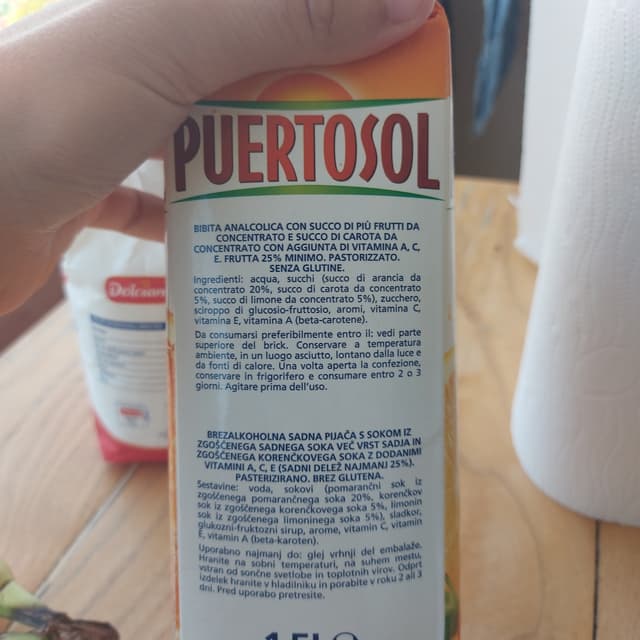 PUERTOSOL
BIBITA ANALCOLICA CON SUCCO DI PIÙ FRUTTI DA
CONCENTRATO E SUCCO DI CAROTA DA
CONCENTRATO CON AGGIUNTA DI VITAMINA A, C,
E. FRUTTA 25% MINIMO. PASTORIZZATO.
SENZA GLUTINE.
Ingredienti: acqua, succhi (succo di arancia da
concentrato 20%, succo di carota da concentrato
5%, succo di limone da concentrato 5%), zucchero,
sciroppo di glucosio-fruttosio, aromi, vitamina C,
vitamina E, vitamina A (beta-carotene).
Da consumarsi preferibilmente entro il: vedi parte
superiore del brick. Conservare a temperatura
ambiente, in un luogo asciutto, lontano dalla luce e
da fonti di calore. Una volta aperta la confezione,
conservare in frigorifero e consumare entro 2 o 3
giorni. Agitare prima dell'uso.
BREZALKOHOLNA SADNA PIJAČA S SOKOM IZ
ZGOŠČENEGA SADNEGA SOKA VEČ VRST SADJA IN
ZGOŠČENEGA KORENČKOVEGA SOKA Z DODANIMI
VITAMINI A, C, E (SADNI DELEŽ NAJMANJ 25%).
PASTERIZIRANO. BREZ GLUTENA.
Sestavine: voda, sokovi (pomarančni sok iz
zgoščenega pomarančnega soka 20%, korenčkov
sok iz zgoščenega korenčkovega soka 5%, limonin
sok iz zgoščenega limoninega soka 5%), sladkor,
glukozni-fruktozni sirup, arome, vitamin C, vitamin
E, vitamin A (beta-karoten).
Uporabno najmanj do: glej vrhnji del embalaže.
Hranite na sobni temperaturi, na suhem mestu,
vstran od sončne svetlobe in toplotnih virov. Odprt
izdelek hranite v hladilniku in porabite v roku 2 ali 3
dni. Pred uporabo pretresite.
1.5L